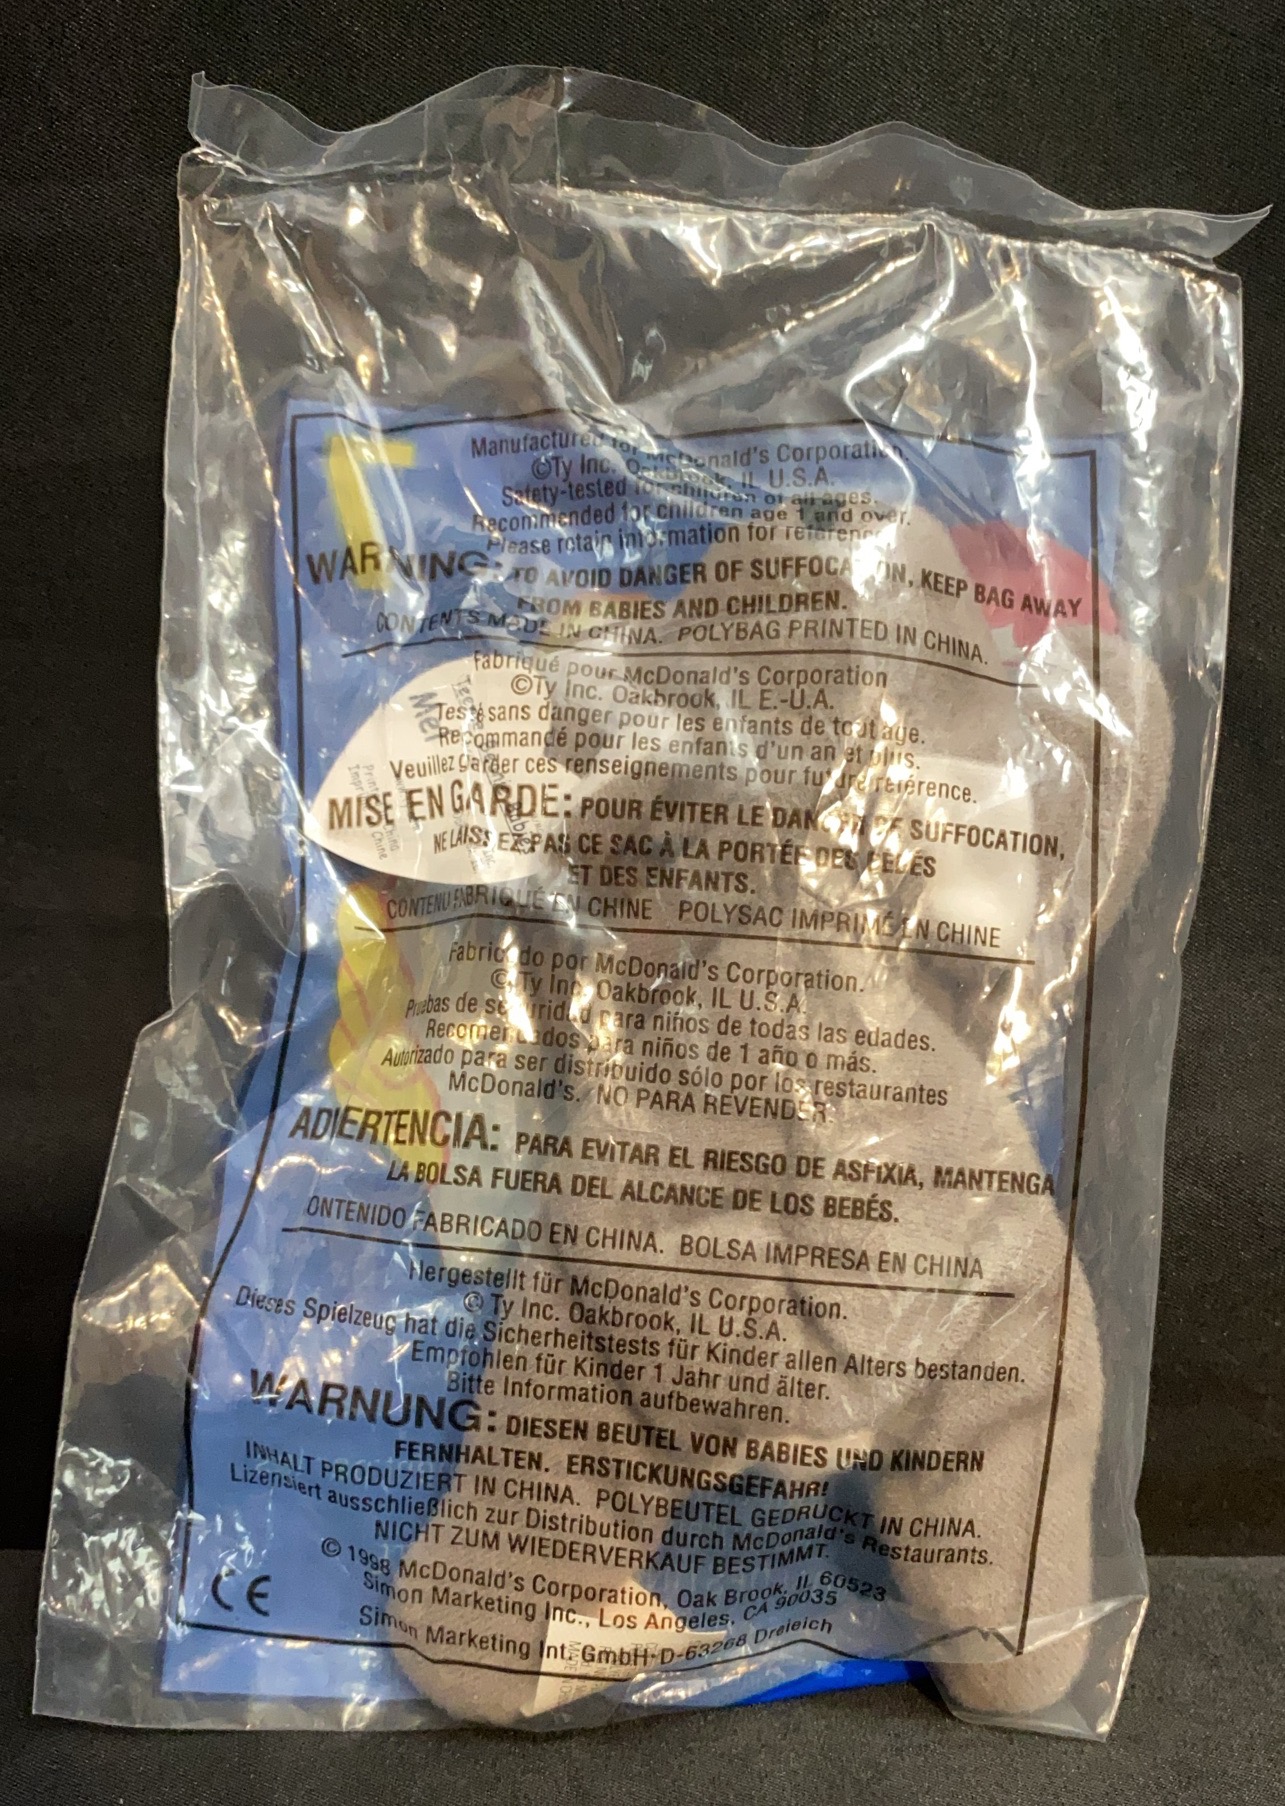 Manufactured for McDonald's Corporation.
©Ty Inc. Oakbrook, IL U.S.A.
Safety-tested for children of all ages.
Recommended for children age 1 and over.
Please retain information for reference
WARNING: TO AVOID DANGER OF SUFFOCATION, KEEP BAG AWAY
FROM BABIES AND CHILDREN.
CONTENTS MADE IN CHINA. POLYBAG PRINTED IN CHINA.
Fabriqué pour McDonald's Corporation
©Ty Inc. Oakbrook, IL E.-U.A.
Testé sans danger pour les enfants de tout age.
Recommandé pour les enfants d'un an et plus.
Veuillez garder ces renseignements pour future référence.
MISE EN GARDE: POUR ÉVITER LE DANGER DE SUFFOCATION,
NE LAISSEZ PAS CE SAC À LA PORTÉE DES BÉBÉS
ET DES ENFANTS.
CONTENU FABRIQUÉ EN CHINE POLYSAC IMPRIMÉ EN CHINE
Fabricado por McDonald's Corporation.
©Ty Inc. Oakbrook, IL U.S.A.
Pruebas de seguridad para niños de todas las edades.
Recomendados para niños de 1 año o más.
Autorizado para ser distribuido sólo por los restaurantes
McDonald's. NO PARA REVENDER.
ADVERTENCIA: PARA EVITAR EL RIESGO DE ASFIXIA, MANTENGA
LA BOLSA FUERA DEL ALCANCE DE LOS BEBÉS.
CONTENIDO FABRICADO EN CHINA. BOLSA IMPRESA EN CHINA
Hergestellt für McDonald's Corporation.
© Ty Inc. Oakbrook, IL U.S.A.
Dieses Spielzeug hat die Sicherheitstests für Kinder allen Alters bestanden.
Empfohlen für Kinder 1 Jahr und älter.
Bitte Information aufbewahren.
WARNUNG: DIESEN BEUTEL VON BABIES UND KINDERN
FERNHALTEN. ERSTICKUNGSGEFAHR!
INHALT PRODUZIERT IN CHINA. POLYBEUTEL GEDRUCKT IN CHINA.
Lizensiert ausschließlich zur Distribution durch McDonald's Restaurants.
NICHT ZUM WIEDERVERKAUF BESTIMMT.
© 1998 McDonald's Corporation, Oak Brook, IL 60523
Simon Marketing Inc., Los Angeles, CA 90035
Simon Marketing Int. GmbH-D-63268 Dreieich
CE